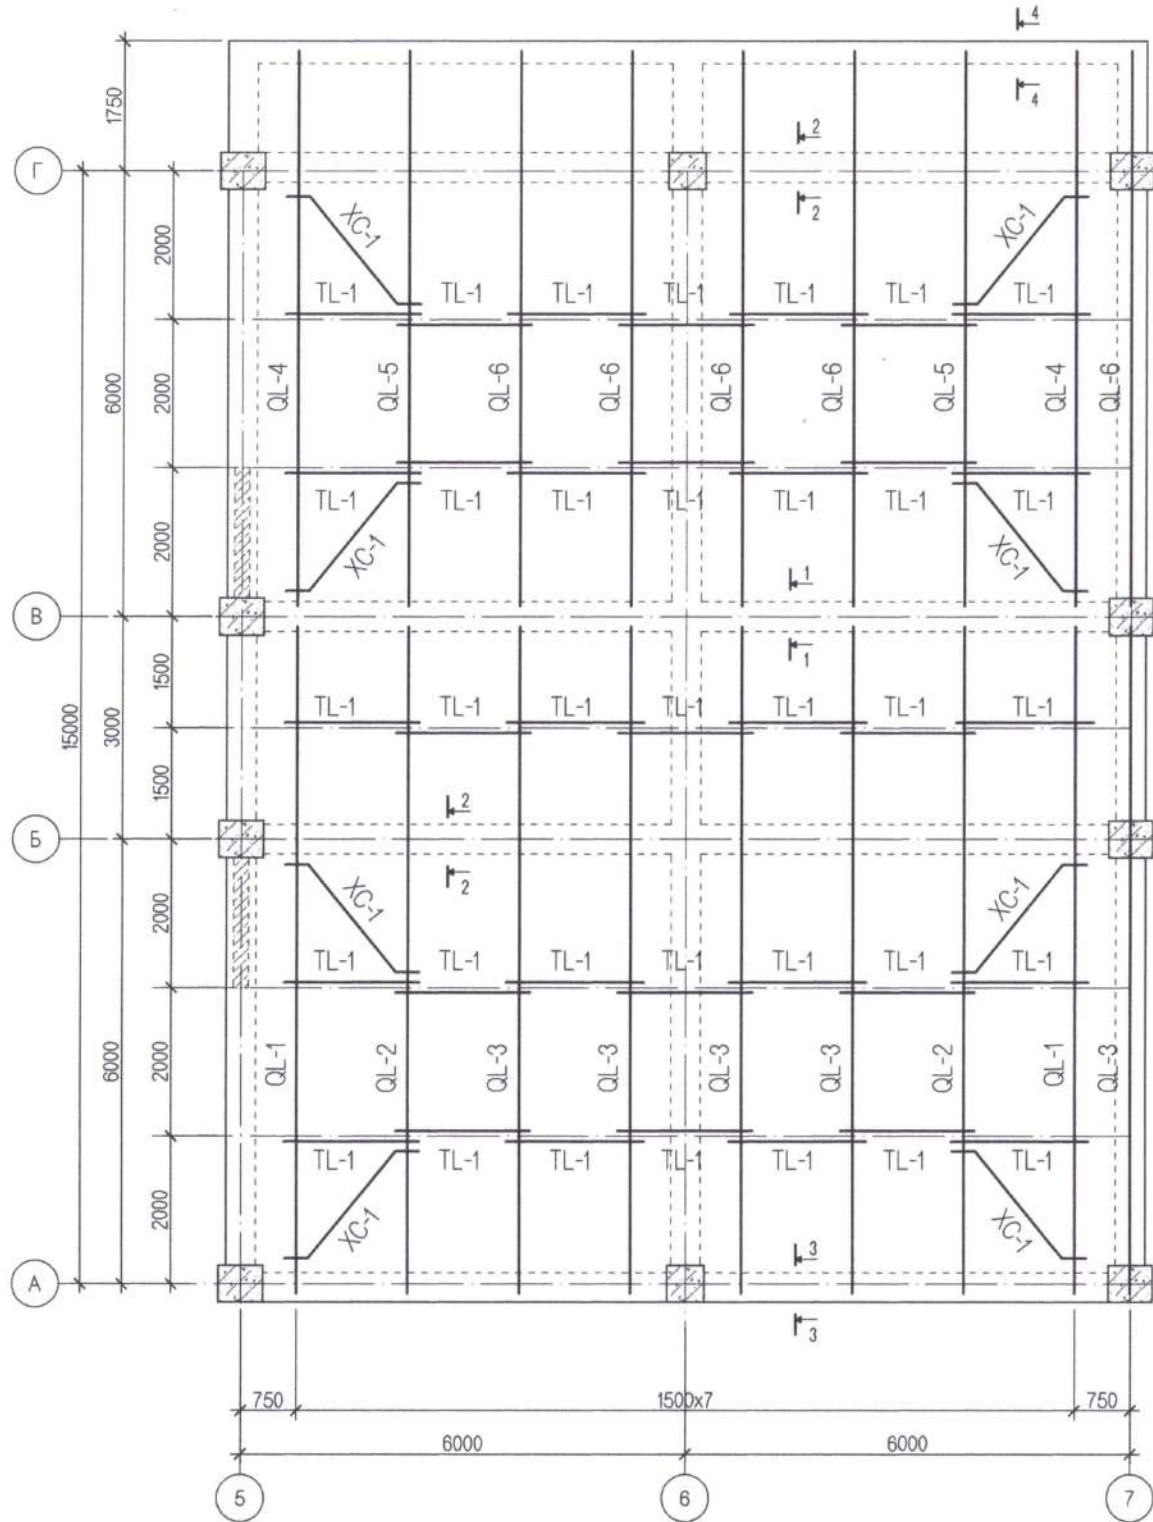 4
1750
4
2
Г
2
2000
XC-1
XC-1
TL-1 TL-1 TL-1 TL-1 TL-1 TL-1 TL-1
6000
2000
QL-4 QL-5 QL-6 QL-6 QL-6 QL-6 QL-5 QL-4 QL-6
TL-1 TL-1 TL-1 TL-1 TL-1 TL-1 TL-1
2000
XC-1
XC-1
1
В
1
1500
TL-1 TL-1 TL-1 TL-1 TL-1 TL-1 TL-1
15000
3000
1500
2
Б
2
2000
XC-1
XC-1
TL-1 TL-1 TL-1 TL-1 TL-1 TL-1 TL-1
6000
2000
QL-1 QL-2 QL-3 QL-3 QL-3 QL-3 QL-2 QL-1 QL-3
TL-1 TL-1 TL-1 TL-1 TL-1 TL-1 TL-1
2000
XC-1
XC-1
3
А
3
750 1500x7 750
6000 6000
5 6 7